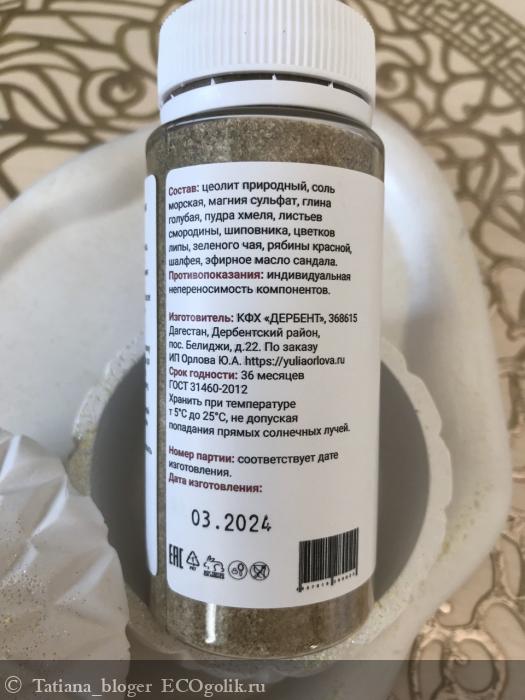 Состав: цеолит природный, соль
морская, магния сульфат, глина
голубая, пудра хмеля, листьев
смородины, шиповника, цветков
липы, зеленого чая, рябины красной,
шалфея, эфирное масло сандала.
Противопоказания: индивидуальная
непереносимость компонентов.
Изготовитель: КФХ «ДЕРБЕНТ», 368615
Дагестан, Дербентский район,
пос. Белиджи, д.22. По заказу
ИП Орлова Ю.А. https://yuliaorlova.ru
Срок годности: 36 месяцев
ГОСТ 31460-2012
Хранить при температуре
т 5°С до 25°С, не допуская
попадания прямых солнечных лучей.
Номер партии: соответствует дате
изготовления.
Дата изготовления:
03.2024
EAC
© Tatiana_bloger ECOgolik.ru